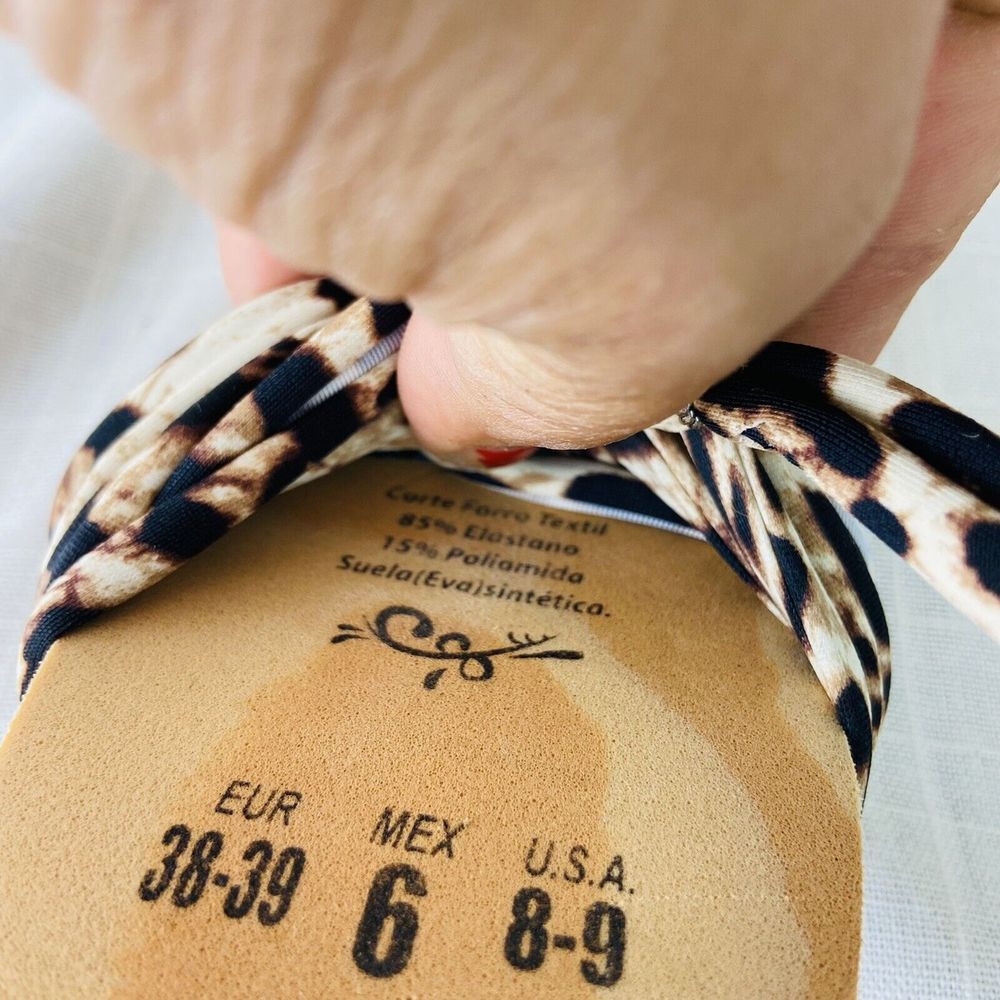 Corte Forro Textil
85% Elastano
15% Poliamida
Suela(Eva)sintética.
EUR MEX U.S.A.
38-39 6 8-9